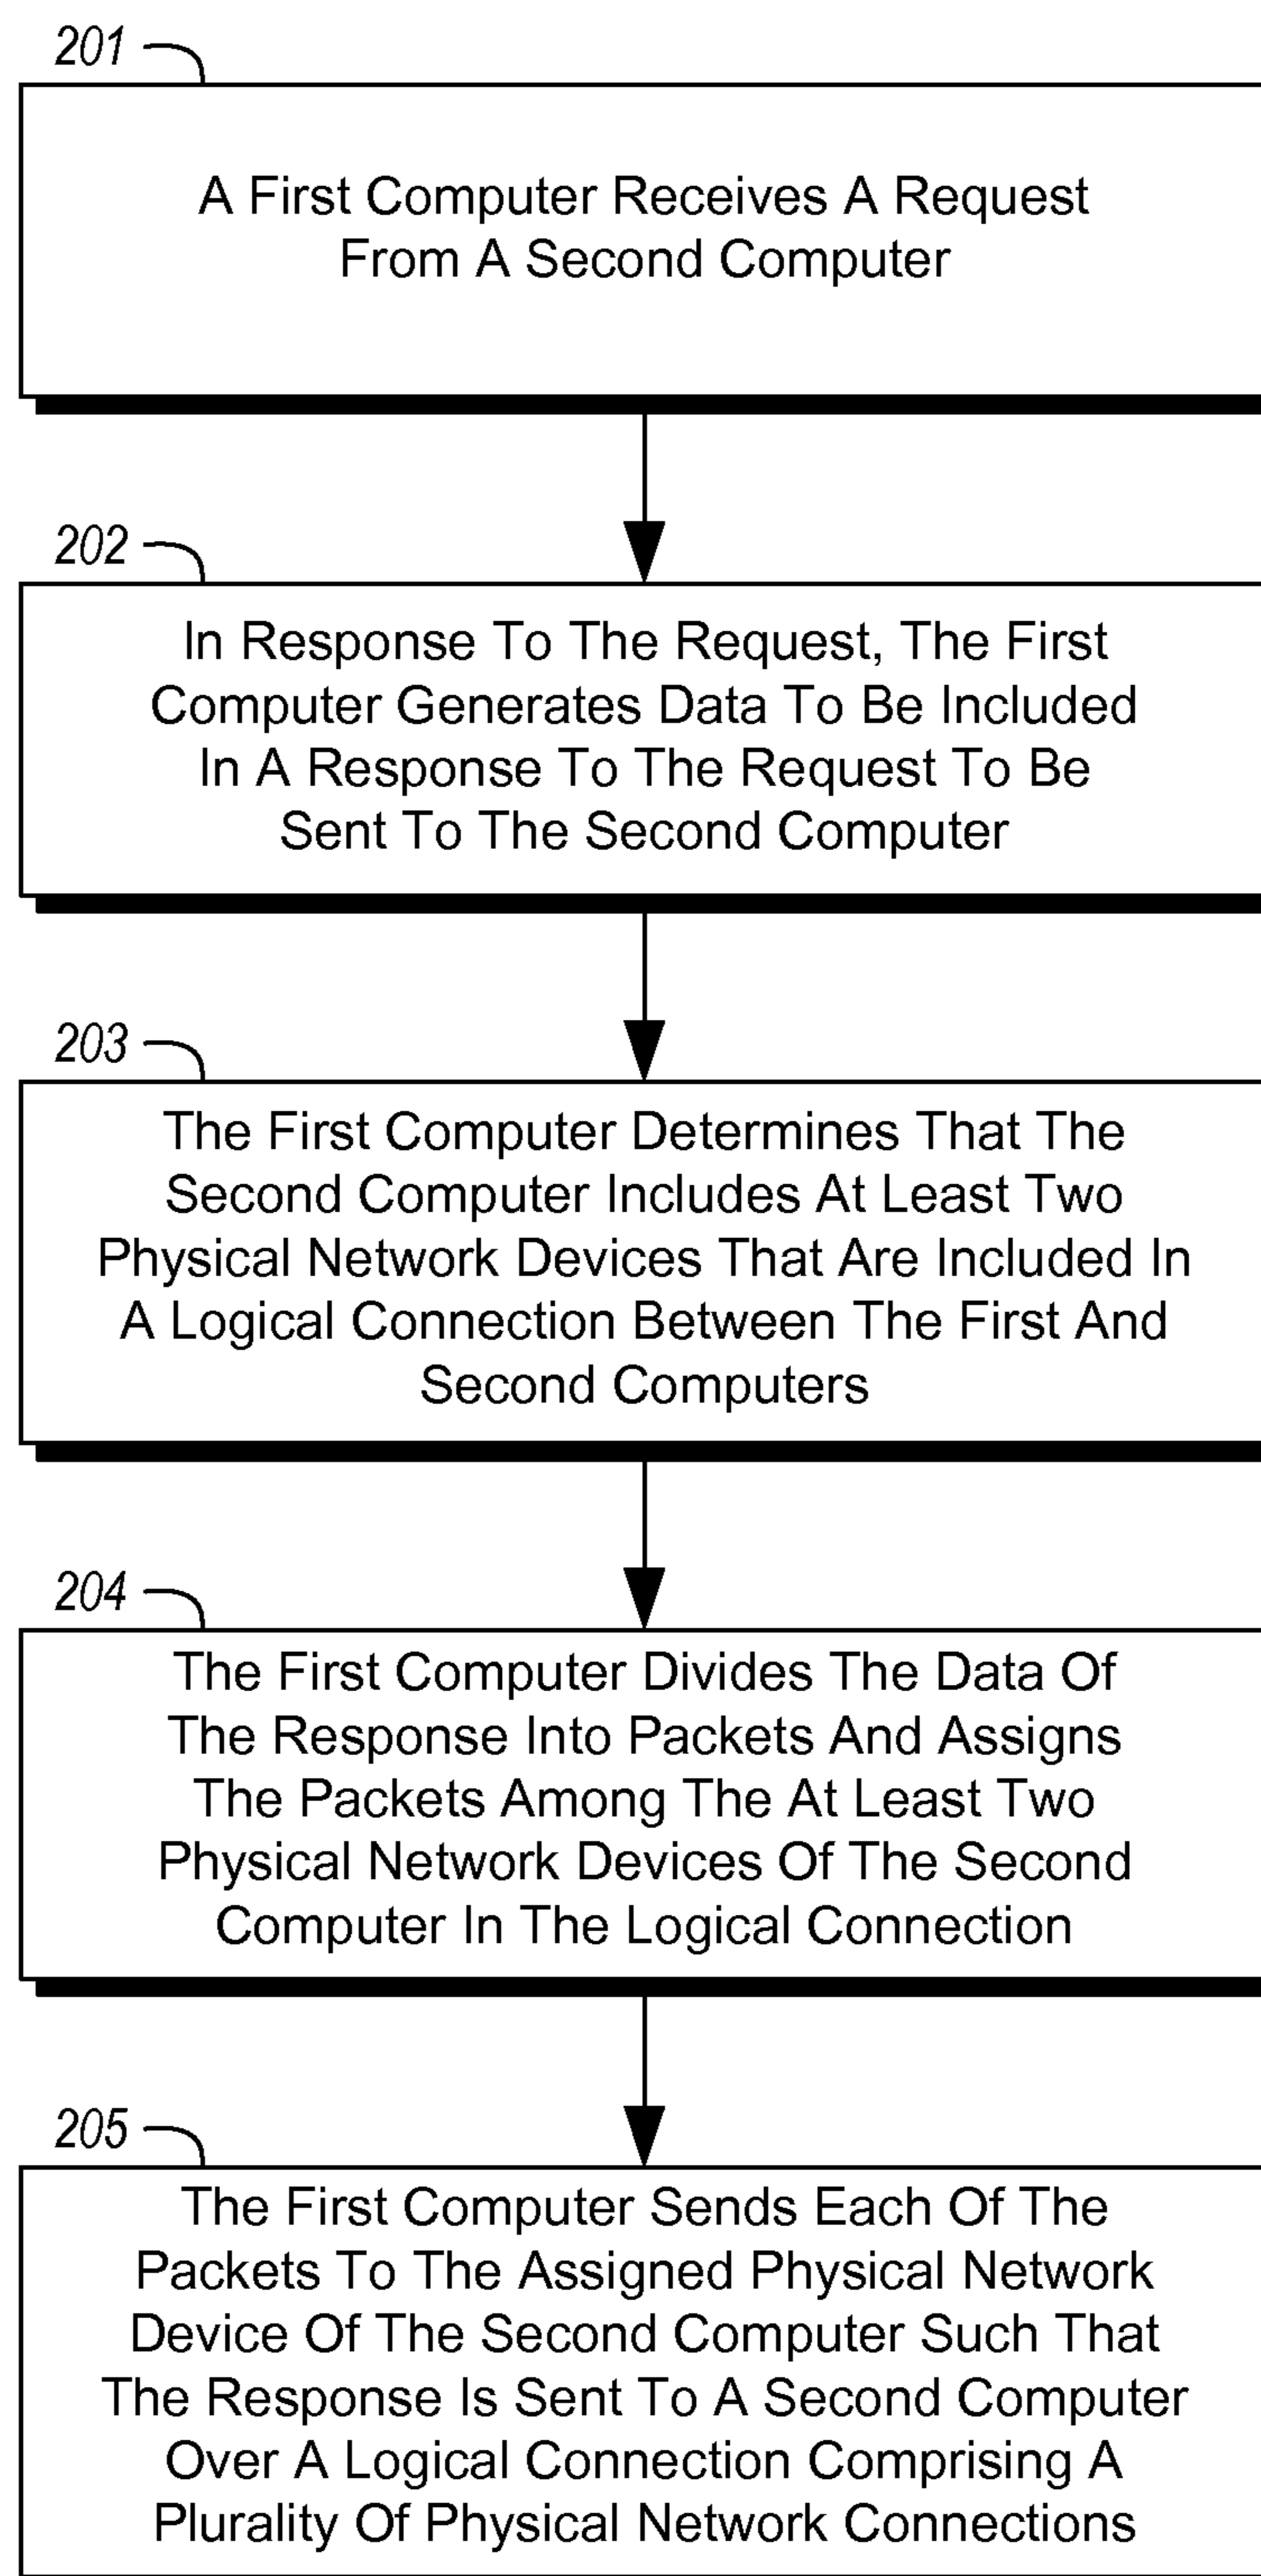 201
A First Computer Receives A Request
From A Second Computer
202
In Response To The Request, The First
Computer Generates Data To Be Included
In A Response To The Request To Be
Sent To The Second Computer
203
The First Computer Determines That The
Second Computer Includes At Least Two
Physical Network Devices That Are Included In
A Logical Connection Between The First And
Second Computers
204
The First Computer Divides The Data Of
The Response Into Packets And Assigns
The Packets Among The At Least Two
Physical Network Devices Of The Second
Computer In The Logical Connection
205
The First Computer Sends Each Of The
Packets To The Assigned Physical Network
Device Of The Second Computer Such That
The Response Is Sent To A Second Computer
Over A Logical Connection Comprising A
Plurality Of Physical Network Connections